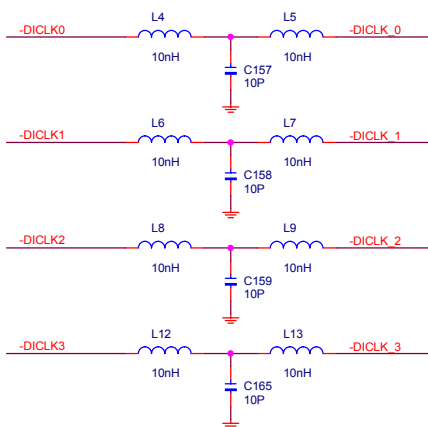 L4 L5
-DICLK0 -DICLK_0
10nH 10nH
C157
10P
L6 L7
-DICLK1 -DICLK_1
10nH 10nH
C158
10P
L8 L9
-DICLK2 -DICLK_2
10nH 10nH
C159
10P
L12 L13
-DICLK3 -DICLK_3
10nH 10nH
C165
10P